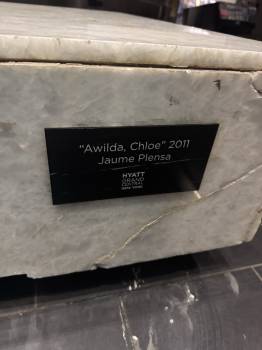 "Awilda, Chloe" 2011
Jaume Plensa
HYATT
GRAND
CENTRAL
NEW YORK